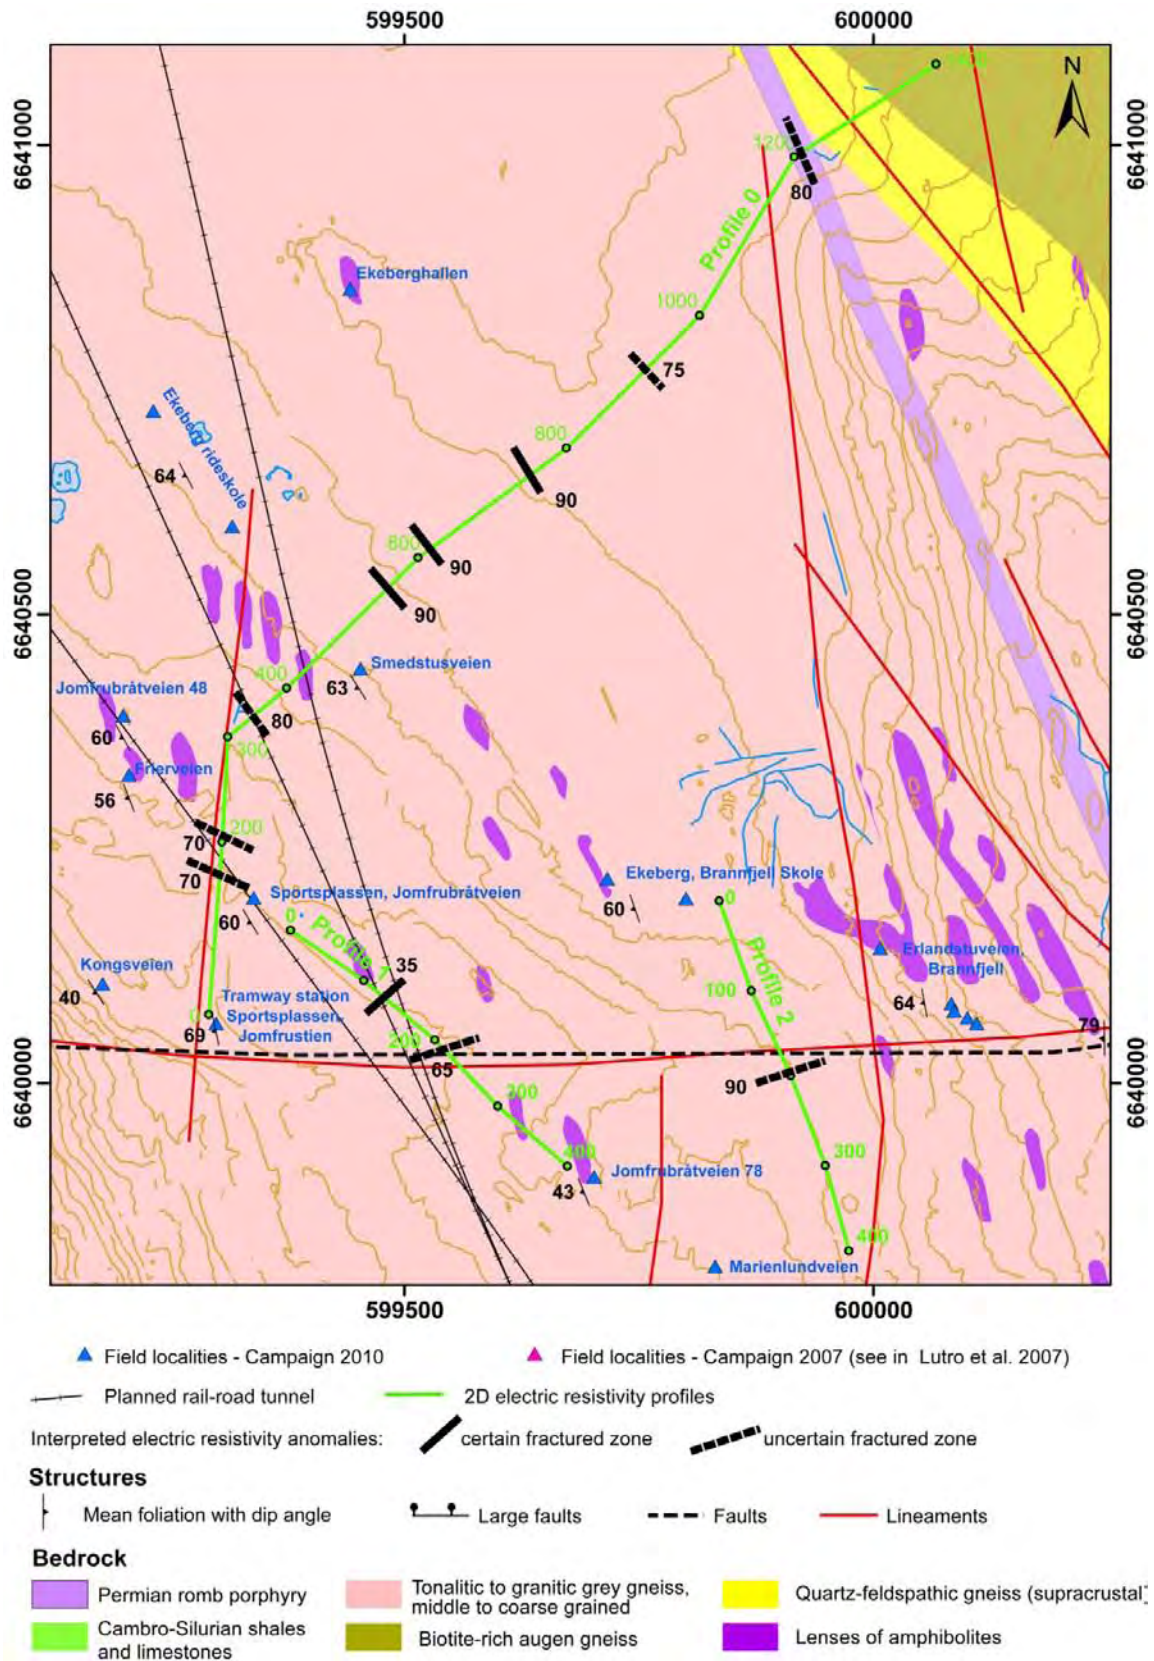 599500
600000
N
6641000
6641000
1200
80
Profile 0
Ekeberghallen
1000
75
Ekeberg rideskole
800
64
90
800
90
90
6640500
6640500
Smedstusveien
400
63
Jomfrubråtveien 48
80
60
300
Frierveien
56
200
70
70
Ekeberg, Brannfjell Skole
Sportsplassen, Jomfrubråtveien
0
60
60
0
Profile 1
Profile 2
Erlandstuveien,
Brannfjell
Kongsveien
35
40
100
64
Tramway station
Sportsplassen-
Jomfrustien
0
69
79
200
65
6640000
6640000
90
300
400
300
43
Jomfrubråtveien 78
400
Marienlundveien
599500
600000
Field localities - Campaign 2010
Field localities - Campaign 2007 (see in Lutro et al. 2007)
Planned rail-road tunnel
2D electric resistivity profiles
Interpreted electric resistivity anomalies:
certain fractured zone
uncertain fractured zone
Structures
Mean foliation with dip angle
Large faults
Faults
Lineaments
Bedrock
Permian romb porphyry
Tonalitic to granitic grey gneiss,
middle to coarse grained
Quartz-feldspathic gneiss (supracrustal)
Cambro-Silurian shales
and limestones
Biotite-rich augen gneiss
Lenses of amphibolites